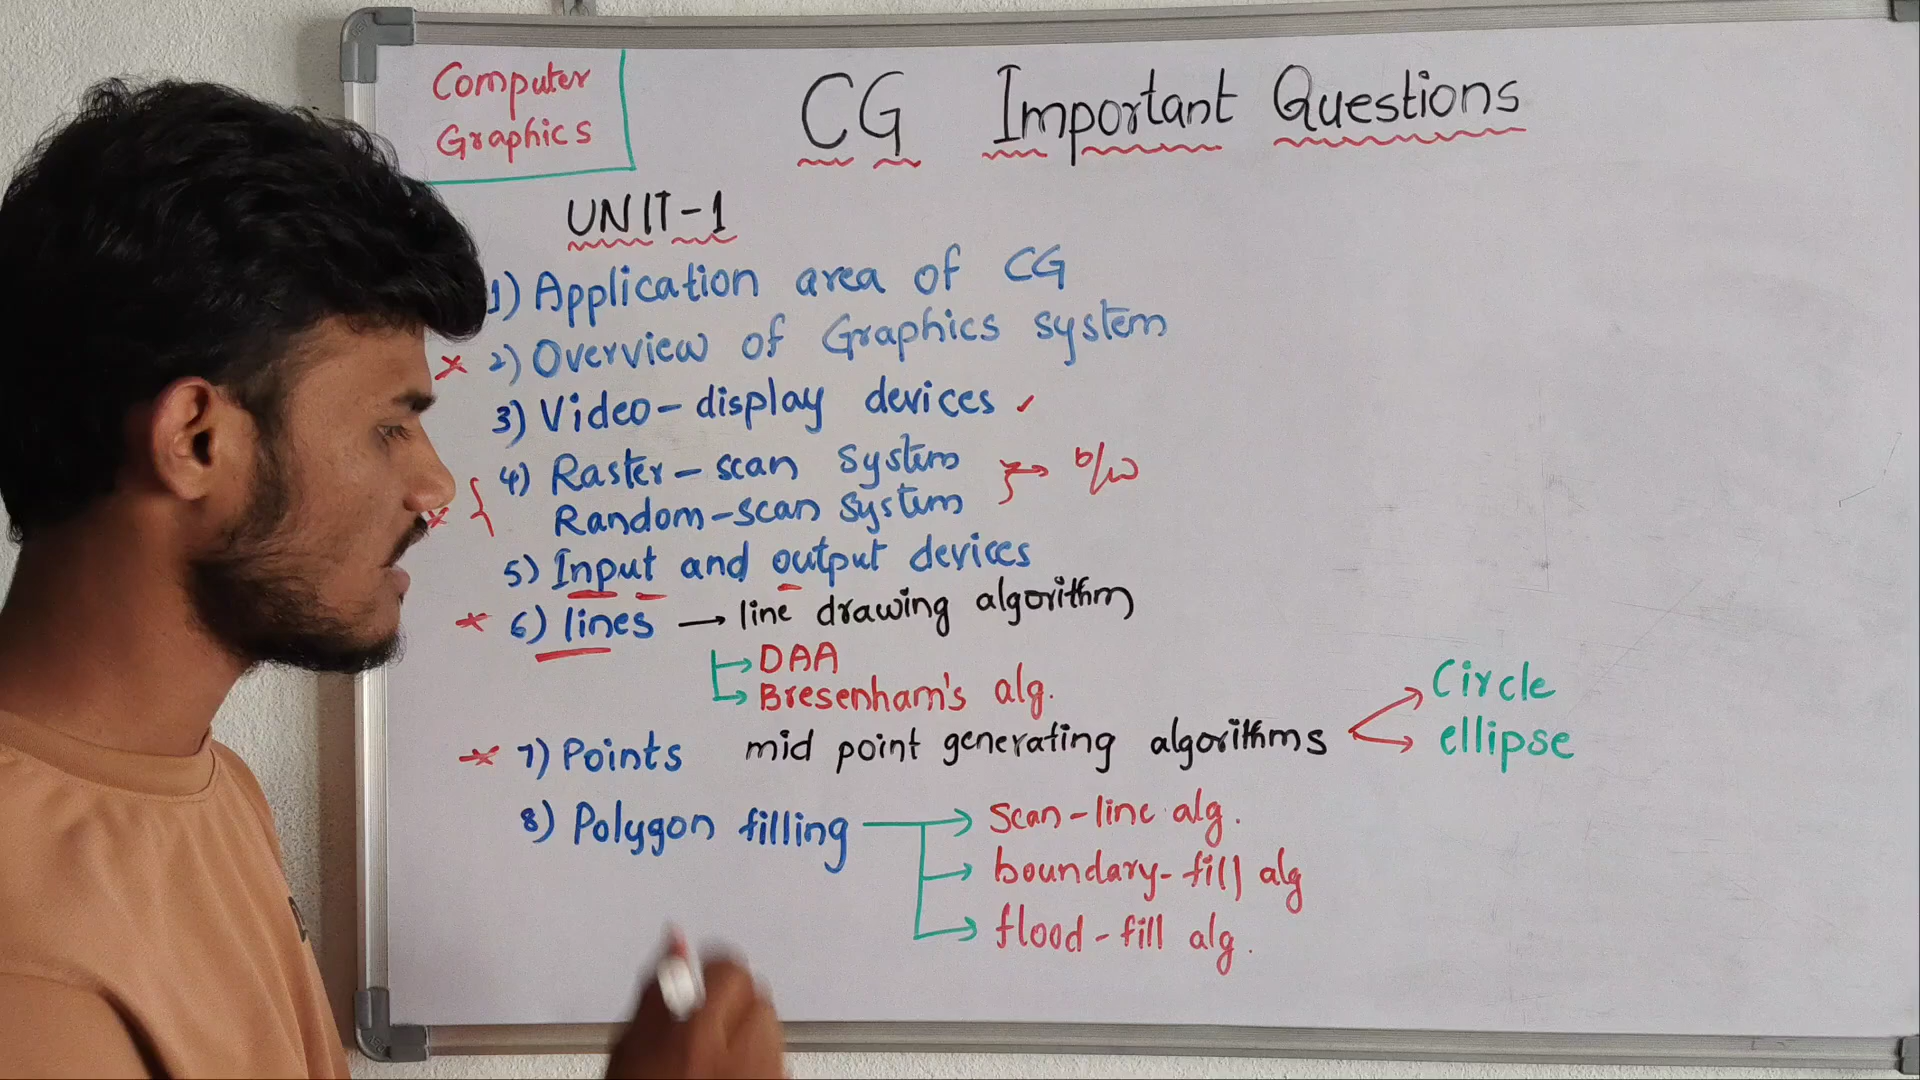 Computer
Graphics
CG Important Questions
UNIT-1
1) Application area of CG
2) Overview of Graphics system
3) Video-display devices
4) Raster-scan system
Random-scan system
b/w
5) Input and output devices
6) lines → line drawing algorithm
DAA
Bresenham's alg.
7) Points mid point generating algorithms
Circle
ellipse
8) Polygon filling
Scan-line alg.
boundary-fill alg
flood-fill alg.